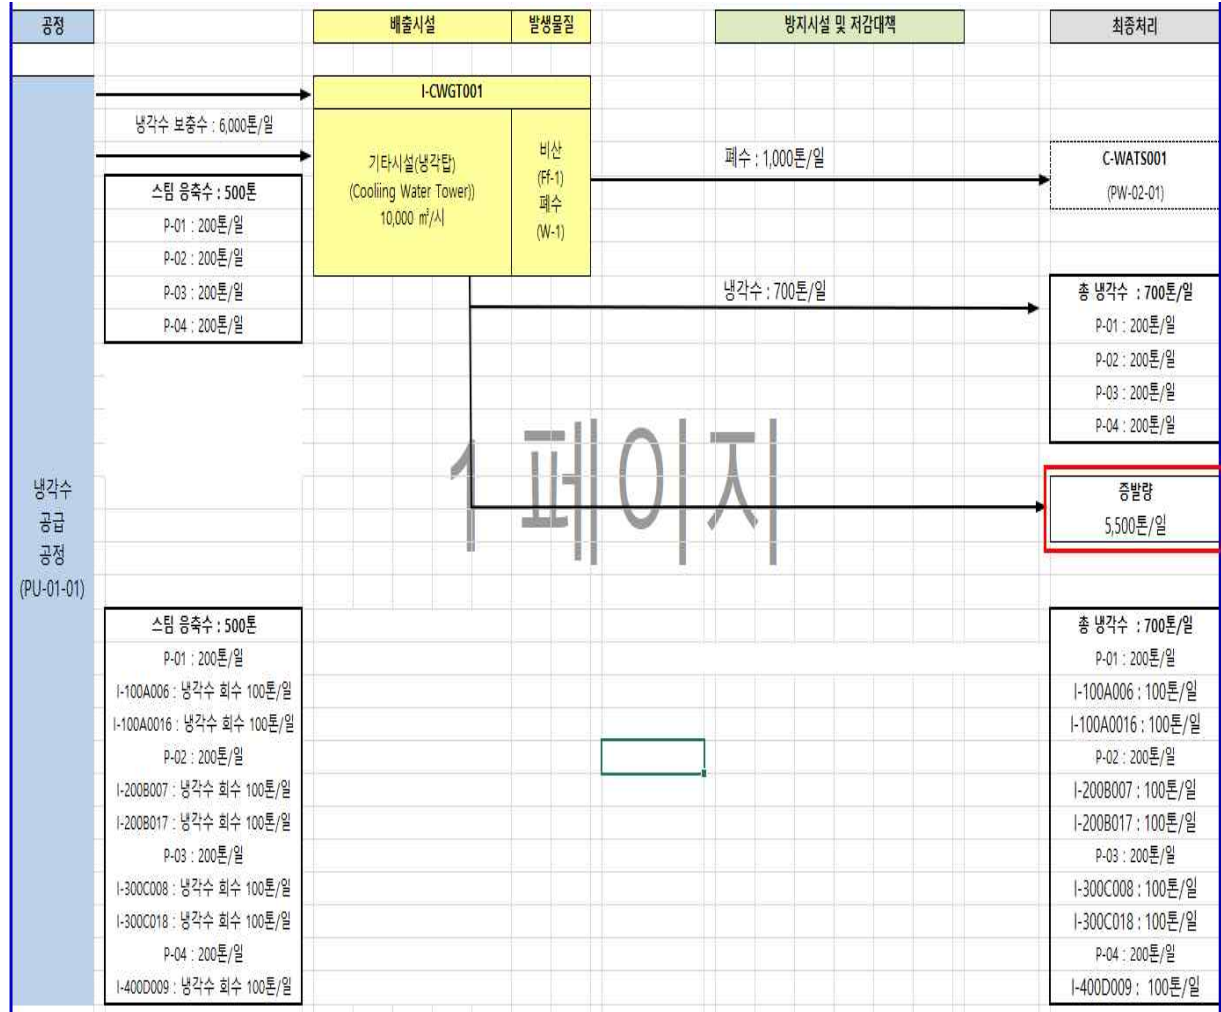 공정
배출시설
발생물질
방지시설 및 저감대책
최종처리
냉각수 보충수 : 6,000톤/일
스팀 응축수 : 500톤
P-01 : 200톤/일
P-02 : 200톤/일
P-03 : 200톤/일
P-04 : 200톤/일
I-CWGT001
기타시설(냉각탑)
(Cooliing Water Tower))
10,000 ㎥/시
비산
(Ff-1)
폐수
(W-1)
폐수 : 1,000톤/일
C-WATS001
(PW-02-01)
냉각수 : 700톤/일
총 냉각수 : 700톤/일
P-01 : 200톤/일
P-02 : 200톤/일
P-03 : 200톤/일
P-04 : 200톤/일
1 페이지
증발량
5,500톤/일
냉각수
공급
공정
(PU-01-01)
스팀 응축수 : 500톤
P-01 : 200톤/일
I-100A006 : 냉각수 회수 100톤/일
I-100A0016 : 냉각수 회수 100톤/일
P-02 : 200톤/일
I-200B007 : 냉각수 회수 100톤/일
I-200B017 : 냉각수 회수 100톤/일
P-03 : 200톤/일
I-300C008 : 냉각수 회수 100톤/일
I-300C018 : 냉각수 회수 100톤/일
P-04 : 200톤/일
I-400D009 : 냉각수 회수 100톤/일
총 냉각수 : 700톤/일
P-01 : 200톤/일
I-100A006 : 100톤/일
I-100A0016 : 100톤/일
P-02 : 200톤/일
I-200B007 : 100톤/일
I-200B017 : 100톤/일
P-03 : 200톤/일
I-300C008 : 100톤/일
I-300C018 : 100톤/일
P-04 : 200톤/일
I-400D009 : 100톤/일